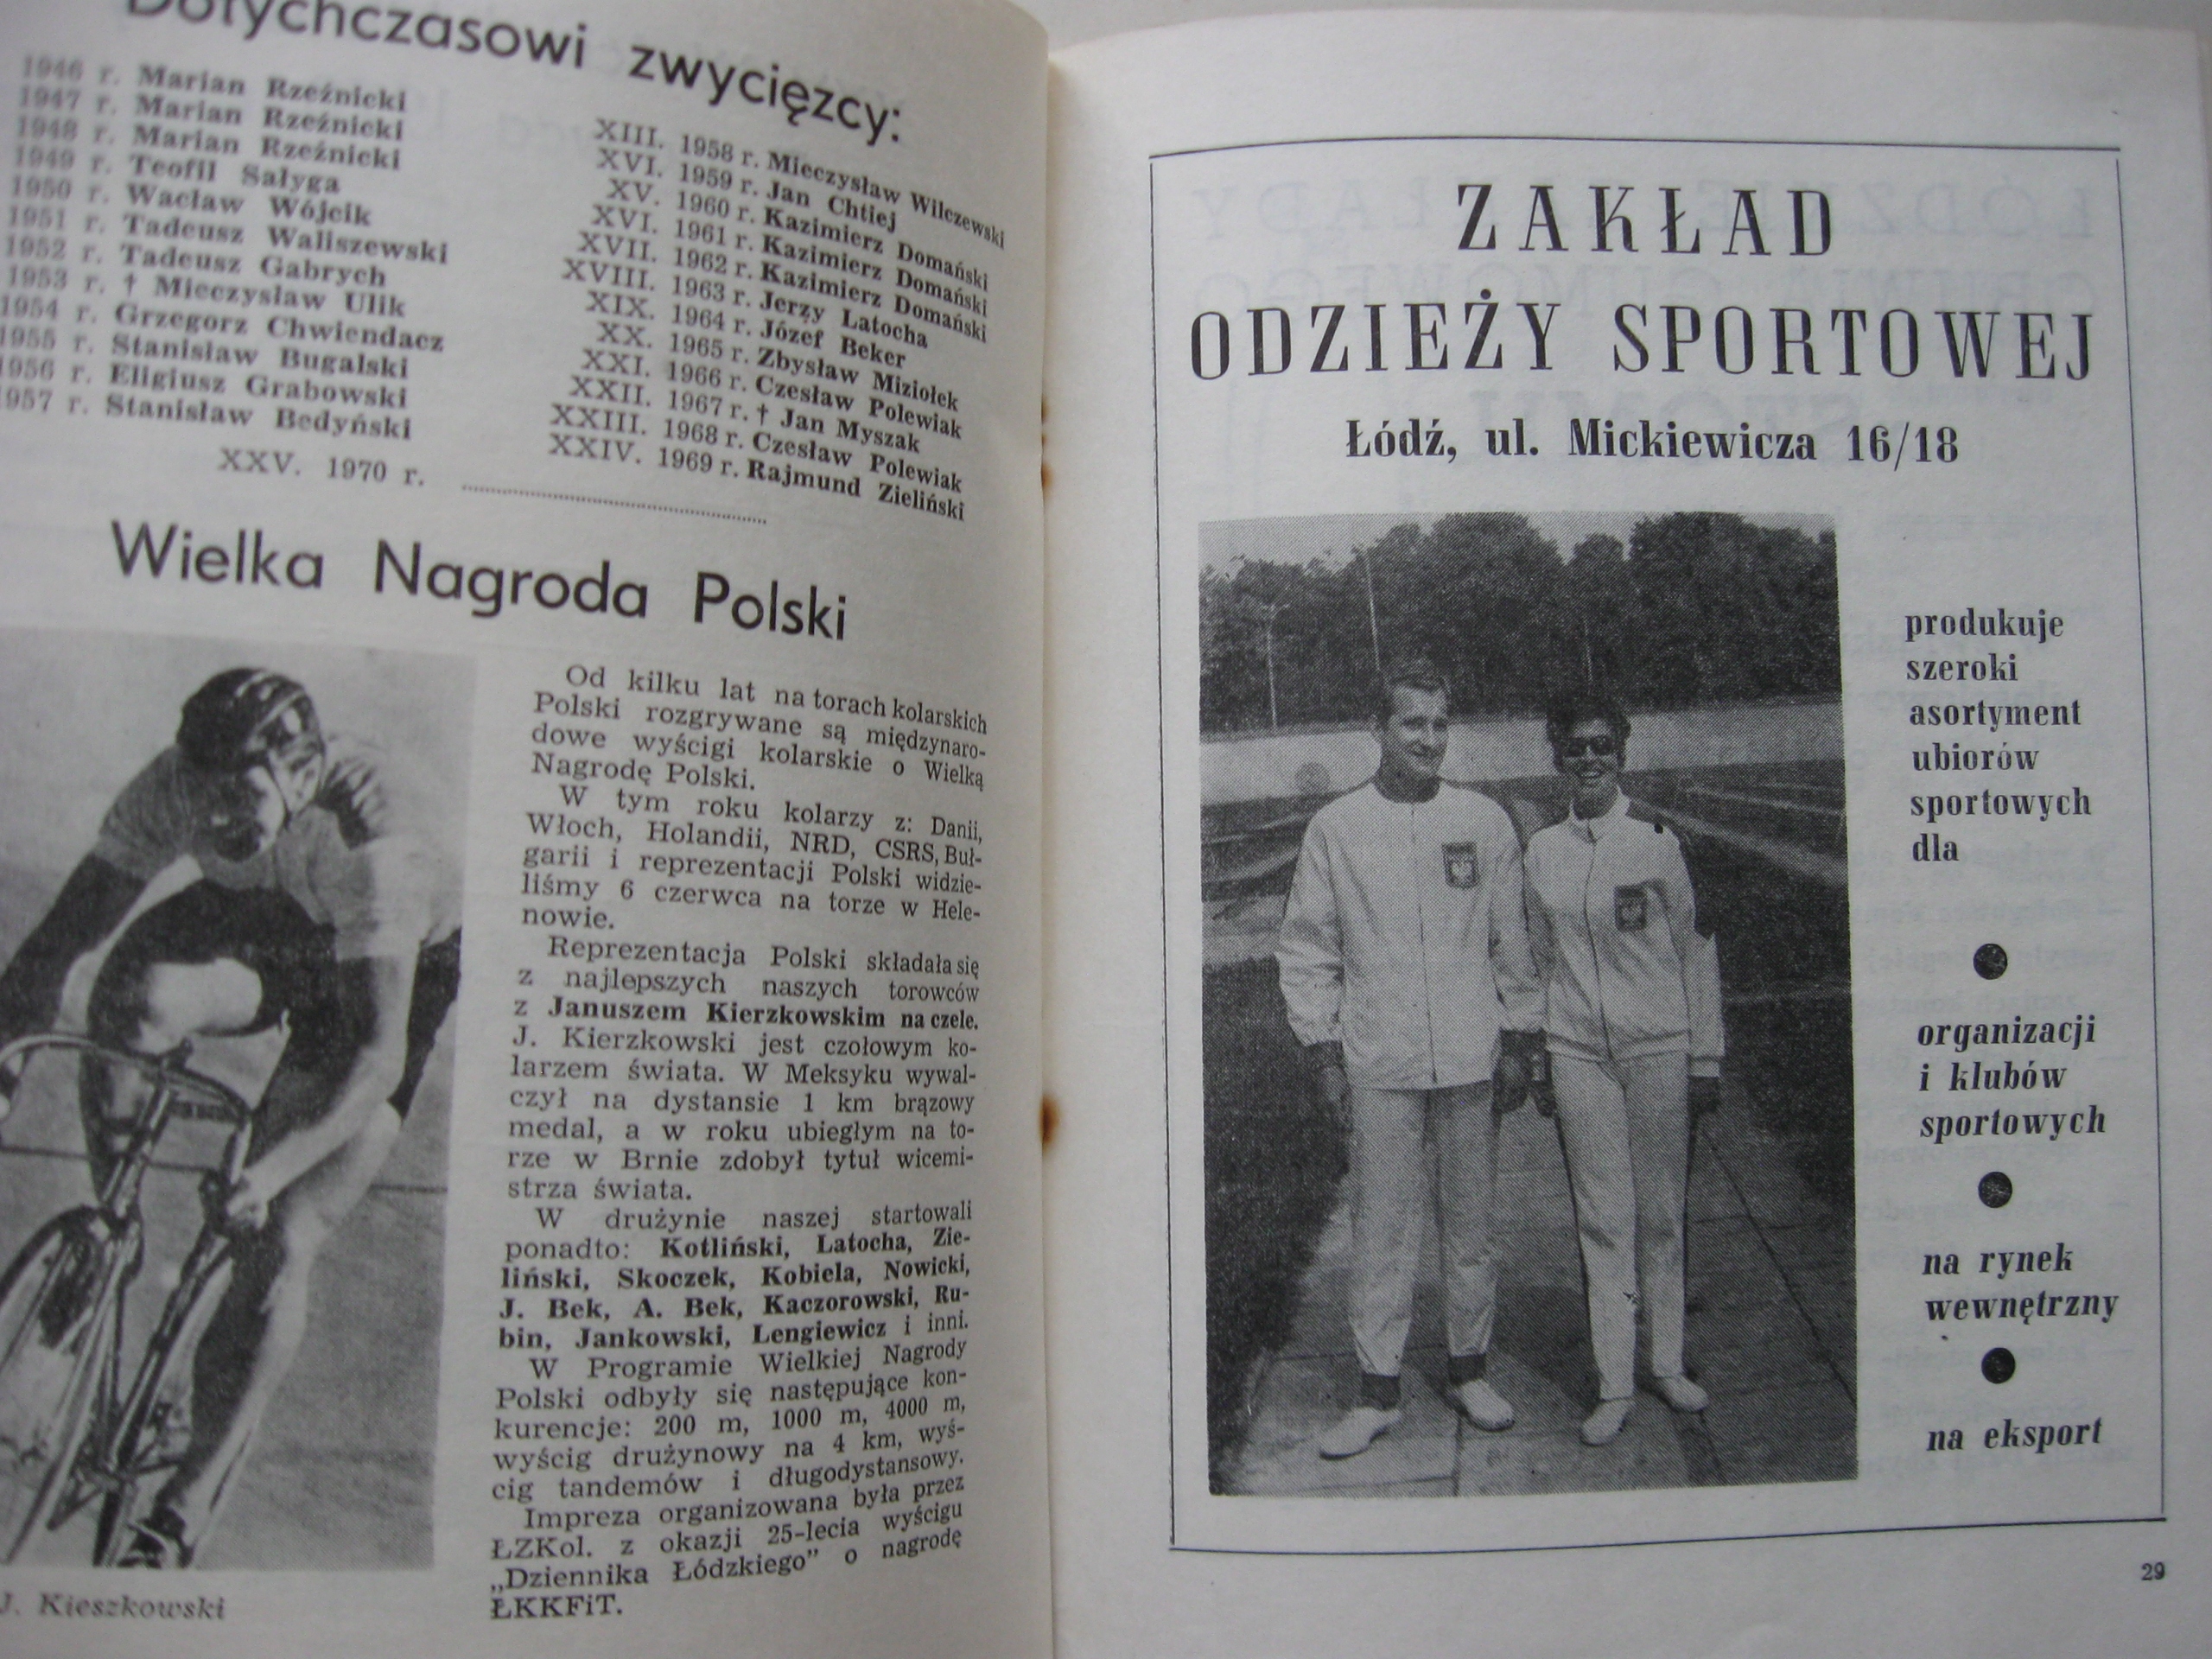 Dotychczasowi zwycięzcy:
1946 r. Marian Rzeźnicki
1947 r. Marian Rzeźnicki
1948 r. Marian Rzeźnicki
1949 r. Teofil Sałyga
1950 r. Wacław Wójcik
1951 r. Tadeusz Waliszewski
1952 r. Tadeusz Gabrych
1953 r. † Mieczysław Ulik
1954 r. Grzegorz Chwiendacz
1955 r. Stanisław Bugalski
1956 r. Eligiusz Grabowski
1957 r. Stanisław Bedyński
XIII. 1958 r. Mieczysław Wilczewski
XVI. 1959 r. Jan Chtiej
XV. 1960 r. Kazimierz Domański
XVI. 1961 r. Kazimierz Domański
XVII. 1962 r. Kazimierz Domański
XVIII. 1963 r. Jerzy Latocha
XIX. 1964 r. Józef Beker
XX. 1965 r. Zbysław Miziołek
XXI. 1966 r. Czesław Polewiak
XXII. 1967 r. † Jan Myszak
XXIII. 1968 r. Czesław Polewiak
XXIV. 1969 r. Rajmund Zieliński
XXV. 1970 r. ........................
Wielka Nagroda Polski
Od kilku lat na torach kolarskich
Polski rozgrywane są międzynaro-
dowe wyścigi kolarskie o Wielką
Nagrodę Polski.
W tym roku kolarzy z: Danii,
Włoch, Holandii, NRD, CSRS, Buł-
garii i reprezentacji Polski widzie-
liśmy 6 czerwca na torze w Hele-
nowie.
Reprezentacja Polski składała się
z najlepszych naszych torowców
z Januszem Kierzkowskim na czele.
J. Kierzkowski jest czołowym ko-
larzem świata. W Meksyku wywal-
czył na dystansie 1 km brązowy
medal, a w roku ubiegłym na to-
rze w Brnie zdobył tytuł wicemi-
strza świata.
W drużynie naszej startowali
ponadto: Kotliński, Latocha, Zie-
liński, Skoczek, Kobiela, Nowicki,
J. Bek, A. Bek, Kaczorowski, Ru-
bin, Jankowski, Lengiewicz i inni.
W Programie Wielkiej Nagrody
Polski odbyły się następujące kon-
kurencje: 200 m, 1000 m, 4000 m,
wyścig drużynowy na 4 km, wyś-
cig tandemów i długodystansowy.
Impreza organizowana była przez
ŁZKol. z okazji 25-lecia wyścigu
„Dziennika Łódzkiego” o nagrodę
ŁKKFiT.
J. Kieszkowski
ZAKŁAD
ODZIEŻY SPORTOWEJ
Łódź, ul. Mickiewicza 16/18
produkuje
szeroki
asortyment
ubiorów
sportowych
dla
● organizacji
i klubów
sportowych
● na rynek
wewnętrzny
● na eksport
29